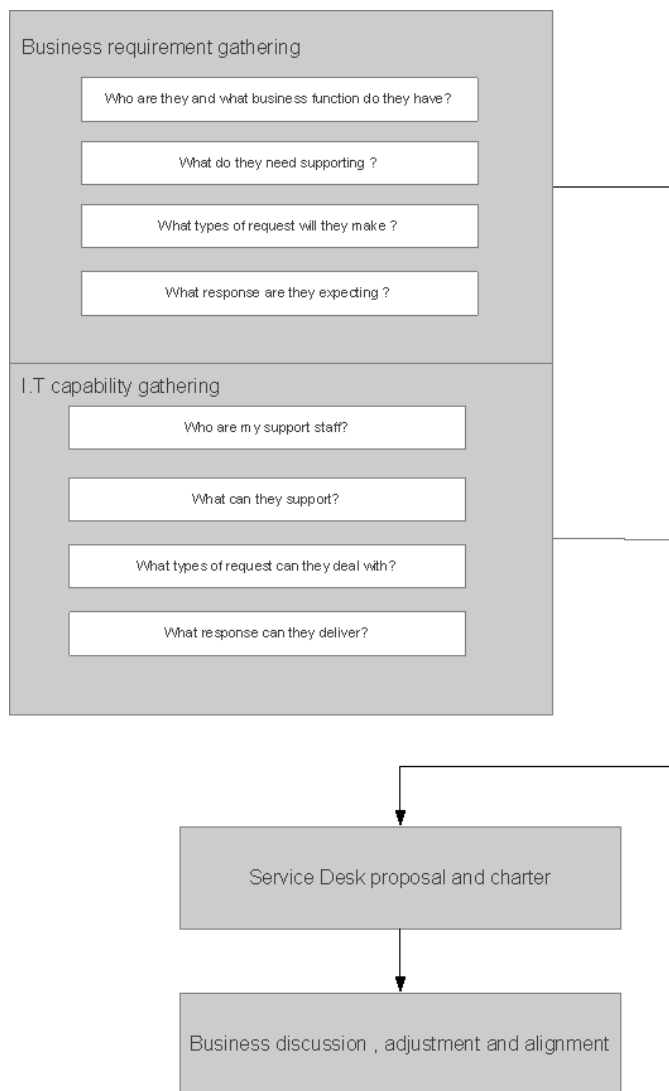 Business requirement gathering
Who are they and what business function do they have?
What do they need supporting ?
What types of request will they make ?
What response are they expecting ?
I.T capability gathering
Who are my support staff?
What can they support?
What types of request can they deal with?
What response can they deliver?
Service Desk proposal and charter
Business discussion , adjustment and alignment